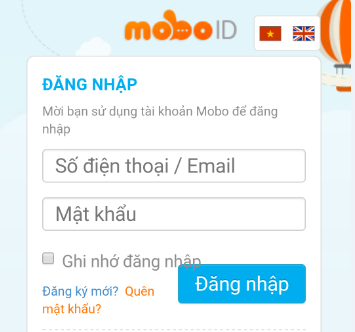 mobo ID
ĐĂNG NHẬP
Mời bạn sử dụng tài khoản Mobo để đăng
nhập
Số điện thoại / Email
Mật khẩu
Ghi nhớ đăng nhập
Đăng nhập
Đăng ký mới? Quên
mật khẩu?